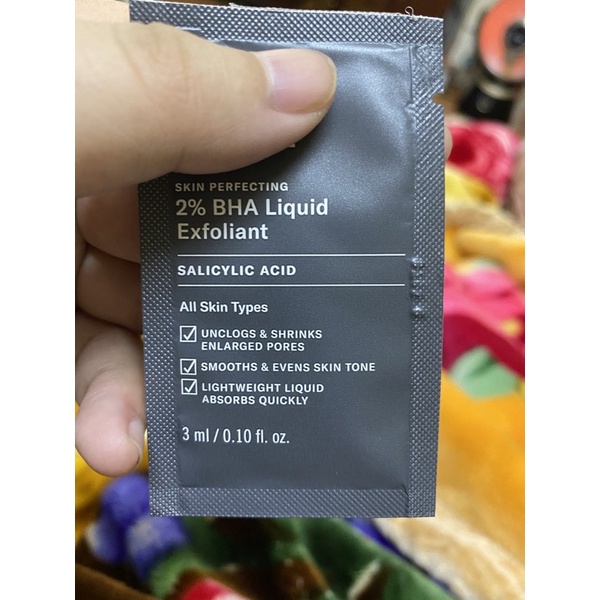 SKIN PERFECTING
2% BHA Liquid
Exfoliant
SALICYLIC ACID
All Skin Types
UNCLOGS & SHRINKS
ENLARGED PORES
SMOOTHS & EVENS SKIN TONE
LIGHTWEIGHT LIQUID
ABSORBS QUICKLY
3 ml / 0.10 fl. oz.